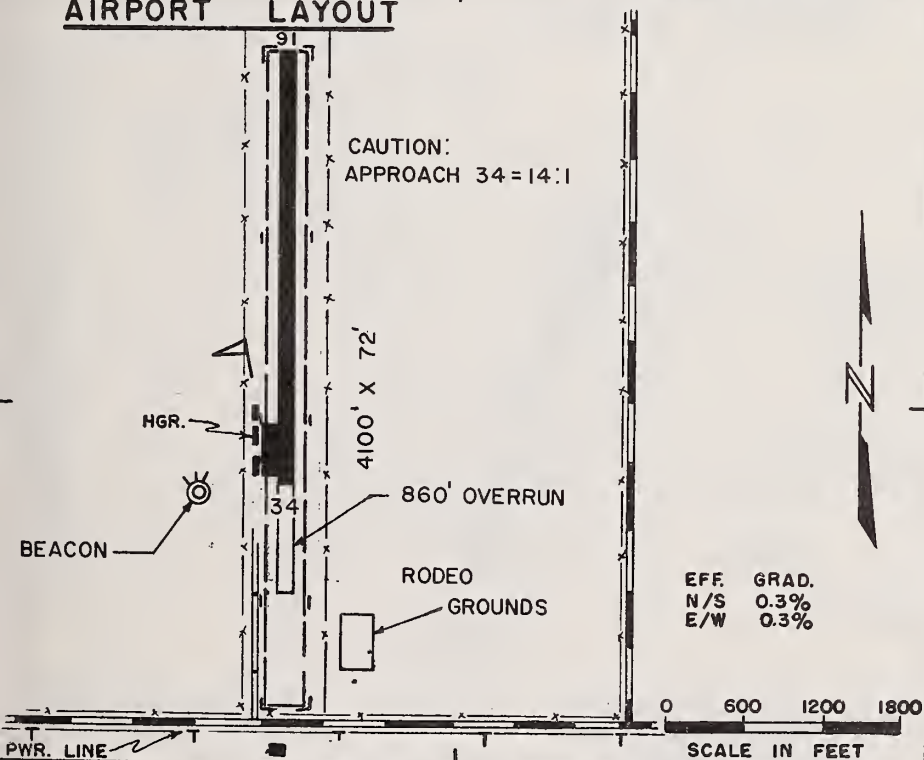 AIRPORT LAYOUT
16
CAUTION:
APPROACH 34=14:1
4100' X 72'
HGR.
34
860' OVERRUN
BEACON
RODEO
GROUNDS
N
EFF. GRAD.
N/S 0.3%
E/W 0.3%
0 600 1200 1800
SCALE IN FEET
PWR. LINE